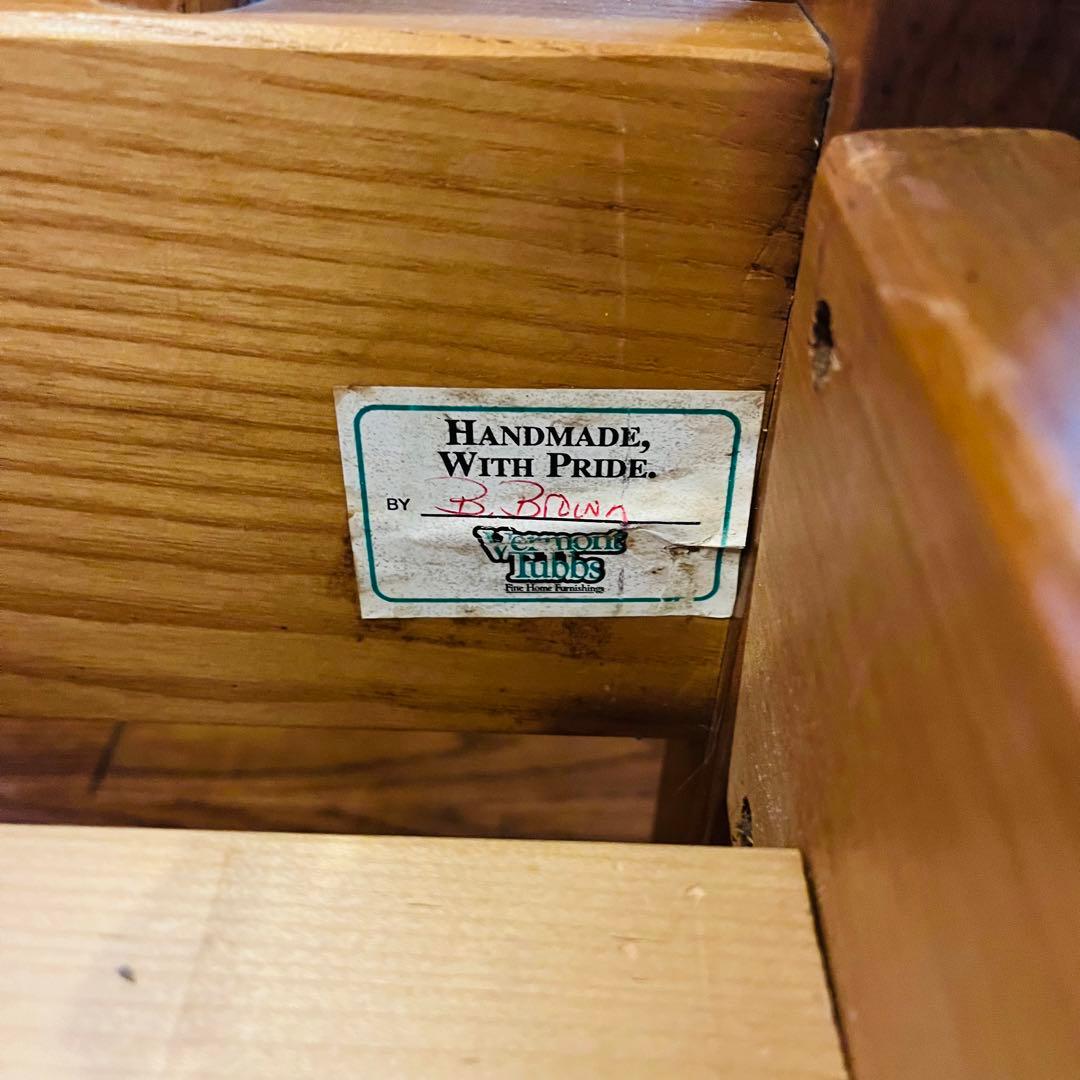 HANDMADE,
WITH PRIDE.
BY B. Brown
Vermont
Tubbs
Fine Home Furnishings